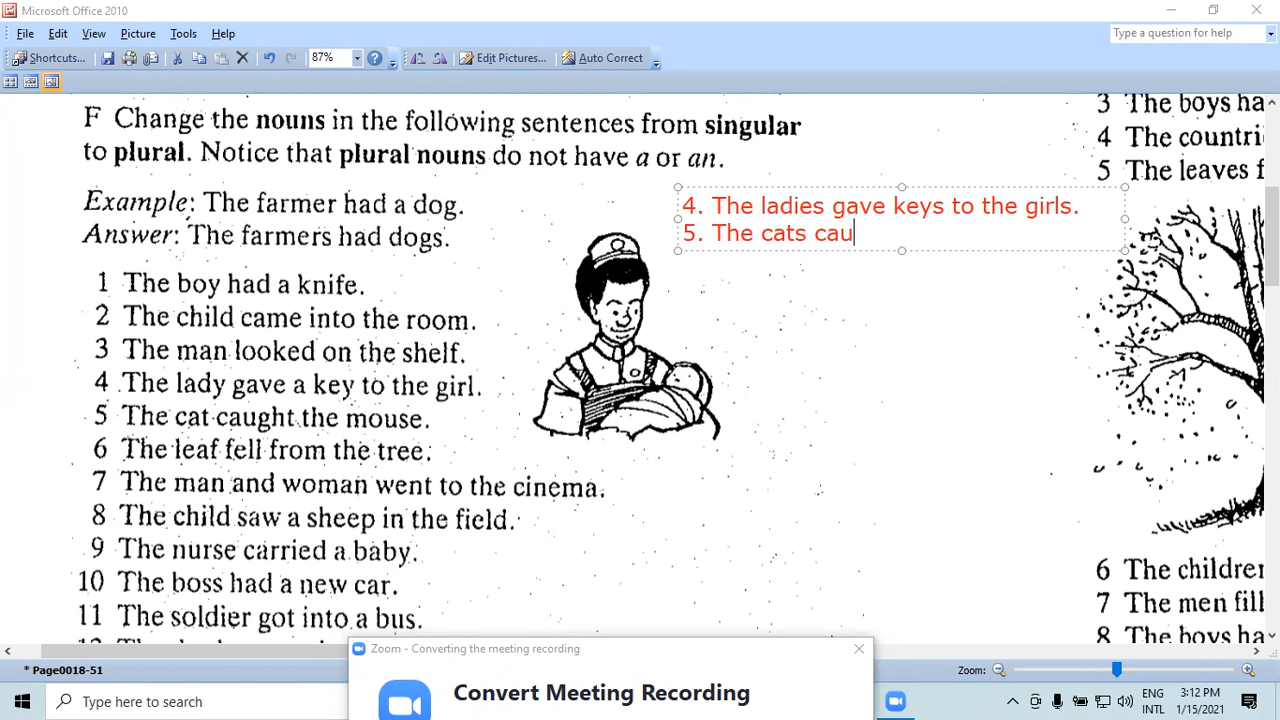 Microsoft Office 2010
File Edit View Picture Tools Help
Type a question for help
Shortcuts... 87% Edit Pictures... Auto Correct
F Change the nouns in the following sentences from singular
to plural. Notice that plural nouns do not have a or an.
Example: The farmer had a dog.
Answer: The farmers had dogs.
4. The ladies gave keys to the girls.
5. The cats cau
1 The boy had a knife.
2 The child came into the room.
3 The man looked on the shelf.
4 The lady gave a key to the girl.
5 The cat caught the mouse.
6 The leaf fell from the tree.
7 The man and woman went to the cinema.
8 The child saw a sheep in the field.
9 The nurse carried a baby.
10 The boss had a new car.
11 The soldier got into a bus.
3 The boys ha
4 The countri
5 The leaves f
6 The children
7 The men fill
8 The boys ha
Zoom - Converting the meeting recording
Convert Meeting Recording
* Page0018-51
Zoom:
Type here to search
ENG
INTL
3:12 PM
1/15/2021